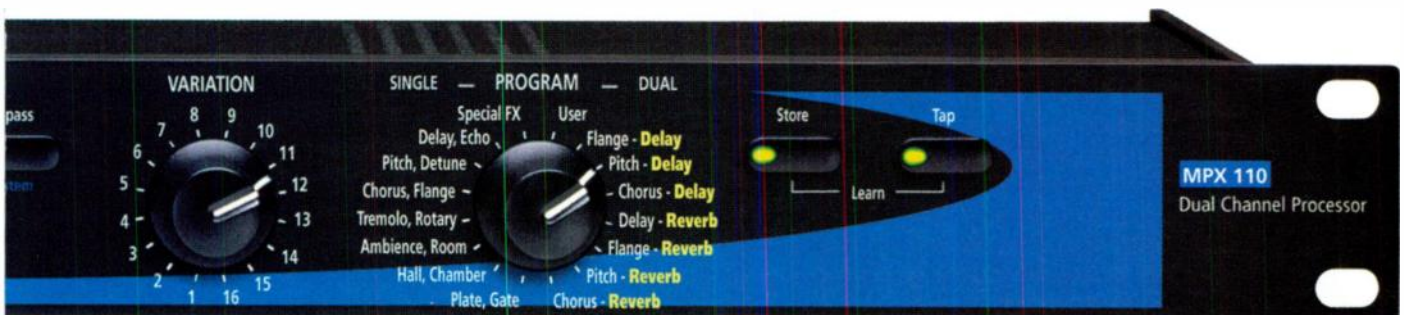 VARIATION
8 9
7 10
6 11
5 12
4 13
3 14
2 15
1 16
SINGLE — PROGRAM — DUAL
Special FX User
Delay, Echo Flange - Delay
Pitch, Detune Pitch - Delay
Chorus, Flange Chorus - Delay
Tremolo, Rotary Delay - Reverb
Ambience, Room Flange - Reverb
Hall, Chamber Pitch - Reverb
Plate, Gate Chorus - Reverb
pass
Store Tap
Learn
MPX 110
Dual Channel Processor